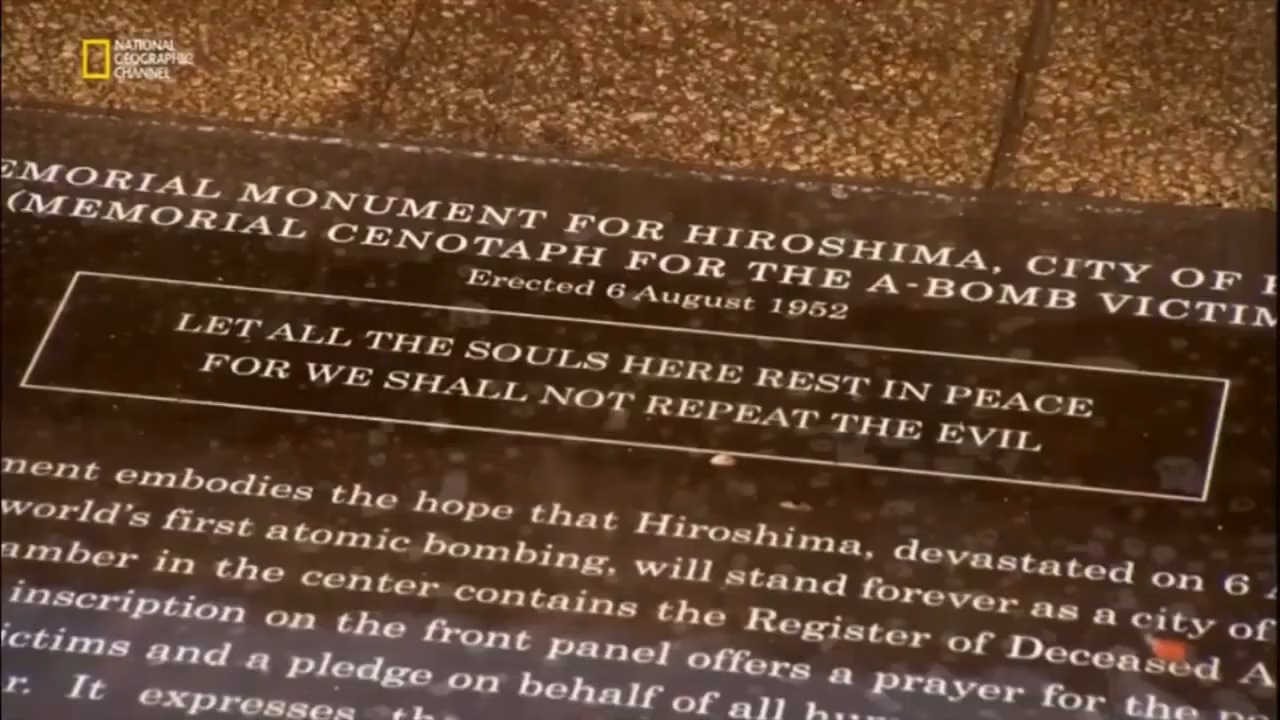 NATIONAL
GEOGRAPHIC
CHANNEL
EMORIAL MONUMENT FOR HIROSHIMA, CITY OF
(MEMORIAL CENOTAPH FOR THE A-BOMB VICTIM
Erected 6 August 1952
LET ALL THE SOULS HERE REST IN PEACE
FOR WE SHALL NOT REPEAT THE EVIL
ment embodies the hope that Hiroshima, devastated on 6
world's first atomic bombing, will stand forever as a city of
amber in the center contains the Register of Deceased A
inscription on the front panel offers a prayer for the
ictims and a pledge on behalf of all hum
r. It expresses the